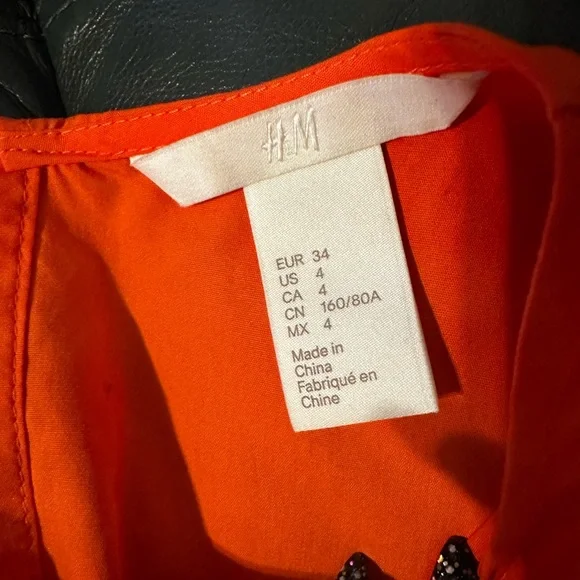 H&M
EUR 34
US 4
CA 4
CN 160/80A
MX 4
Made in
China
Fabriqué en
Chine